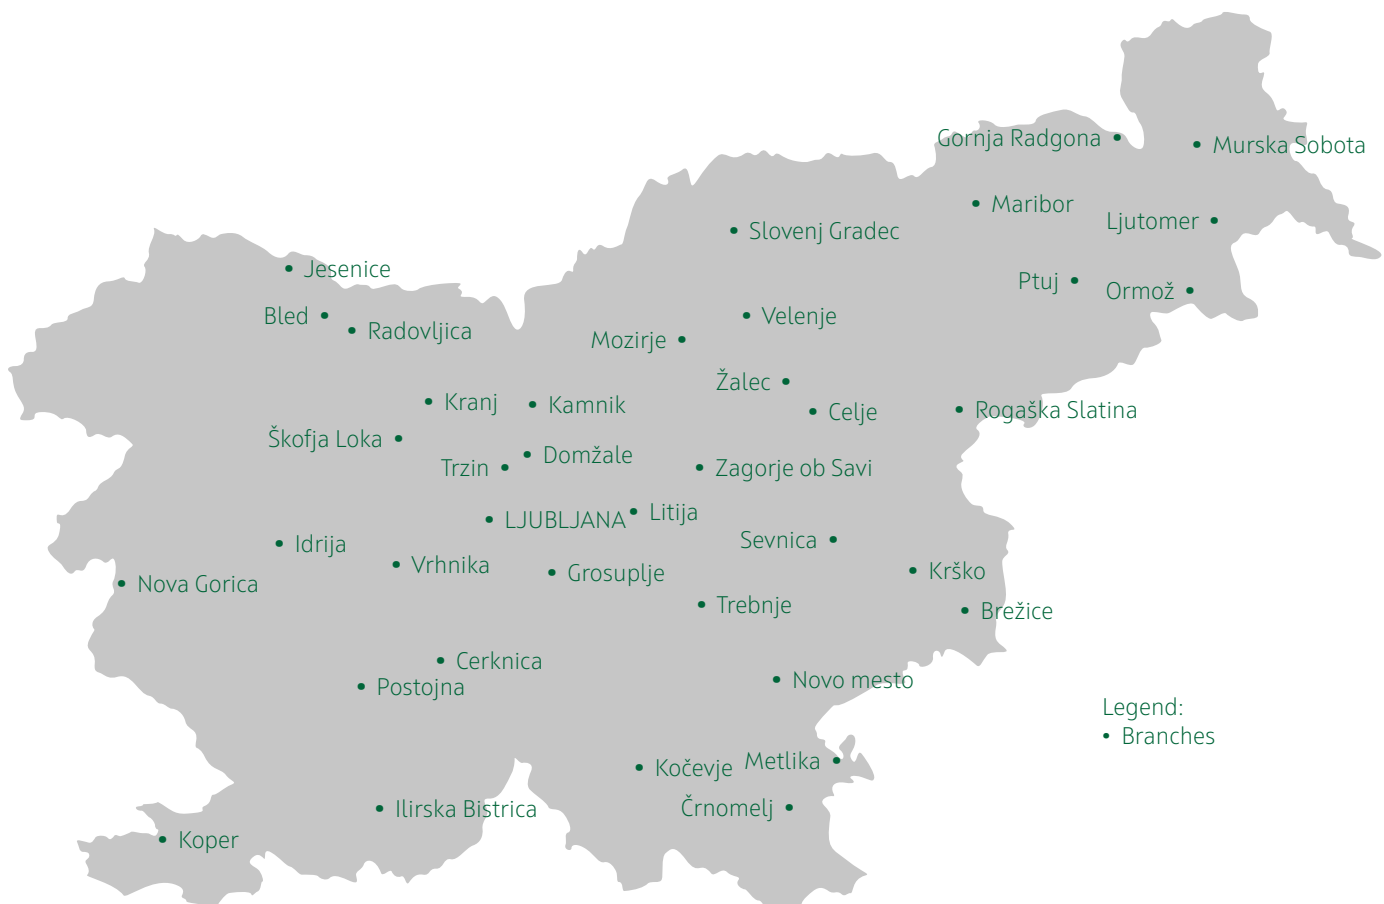 Gornja Radgona
Murska Sobota
Maribor
Ljutomer
Slovenj Gradec
Jesenice
Ptuj
Ormož
Bled
Radovljica
Velenje
Mozirje
Žalec
Kranj
Kamnik
Celje
Rogaška Slatina
Škofja Loka
Domžale
Trzin
Zagorje ob Savi
LJUBLJANA
Litija
Sevnica
Idrija
Vrhnika
Grosuplje
Krško
Nova Gorica
Trebnje
Brežice
Cerknica
Postojna
Novo mesto
Legend:
• Branches
Kočevje
Metlika
Ilirska Bistrica
Črnomelj
Koper